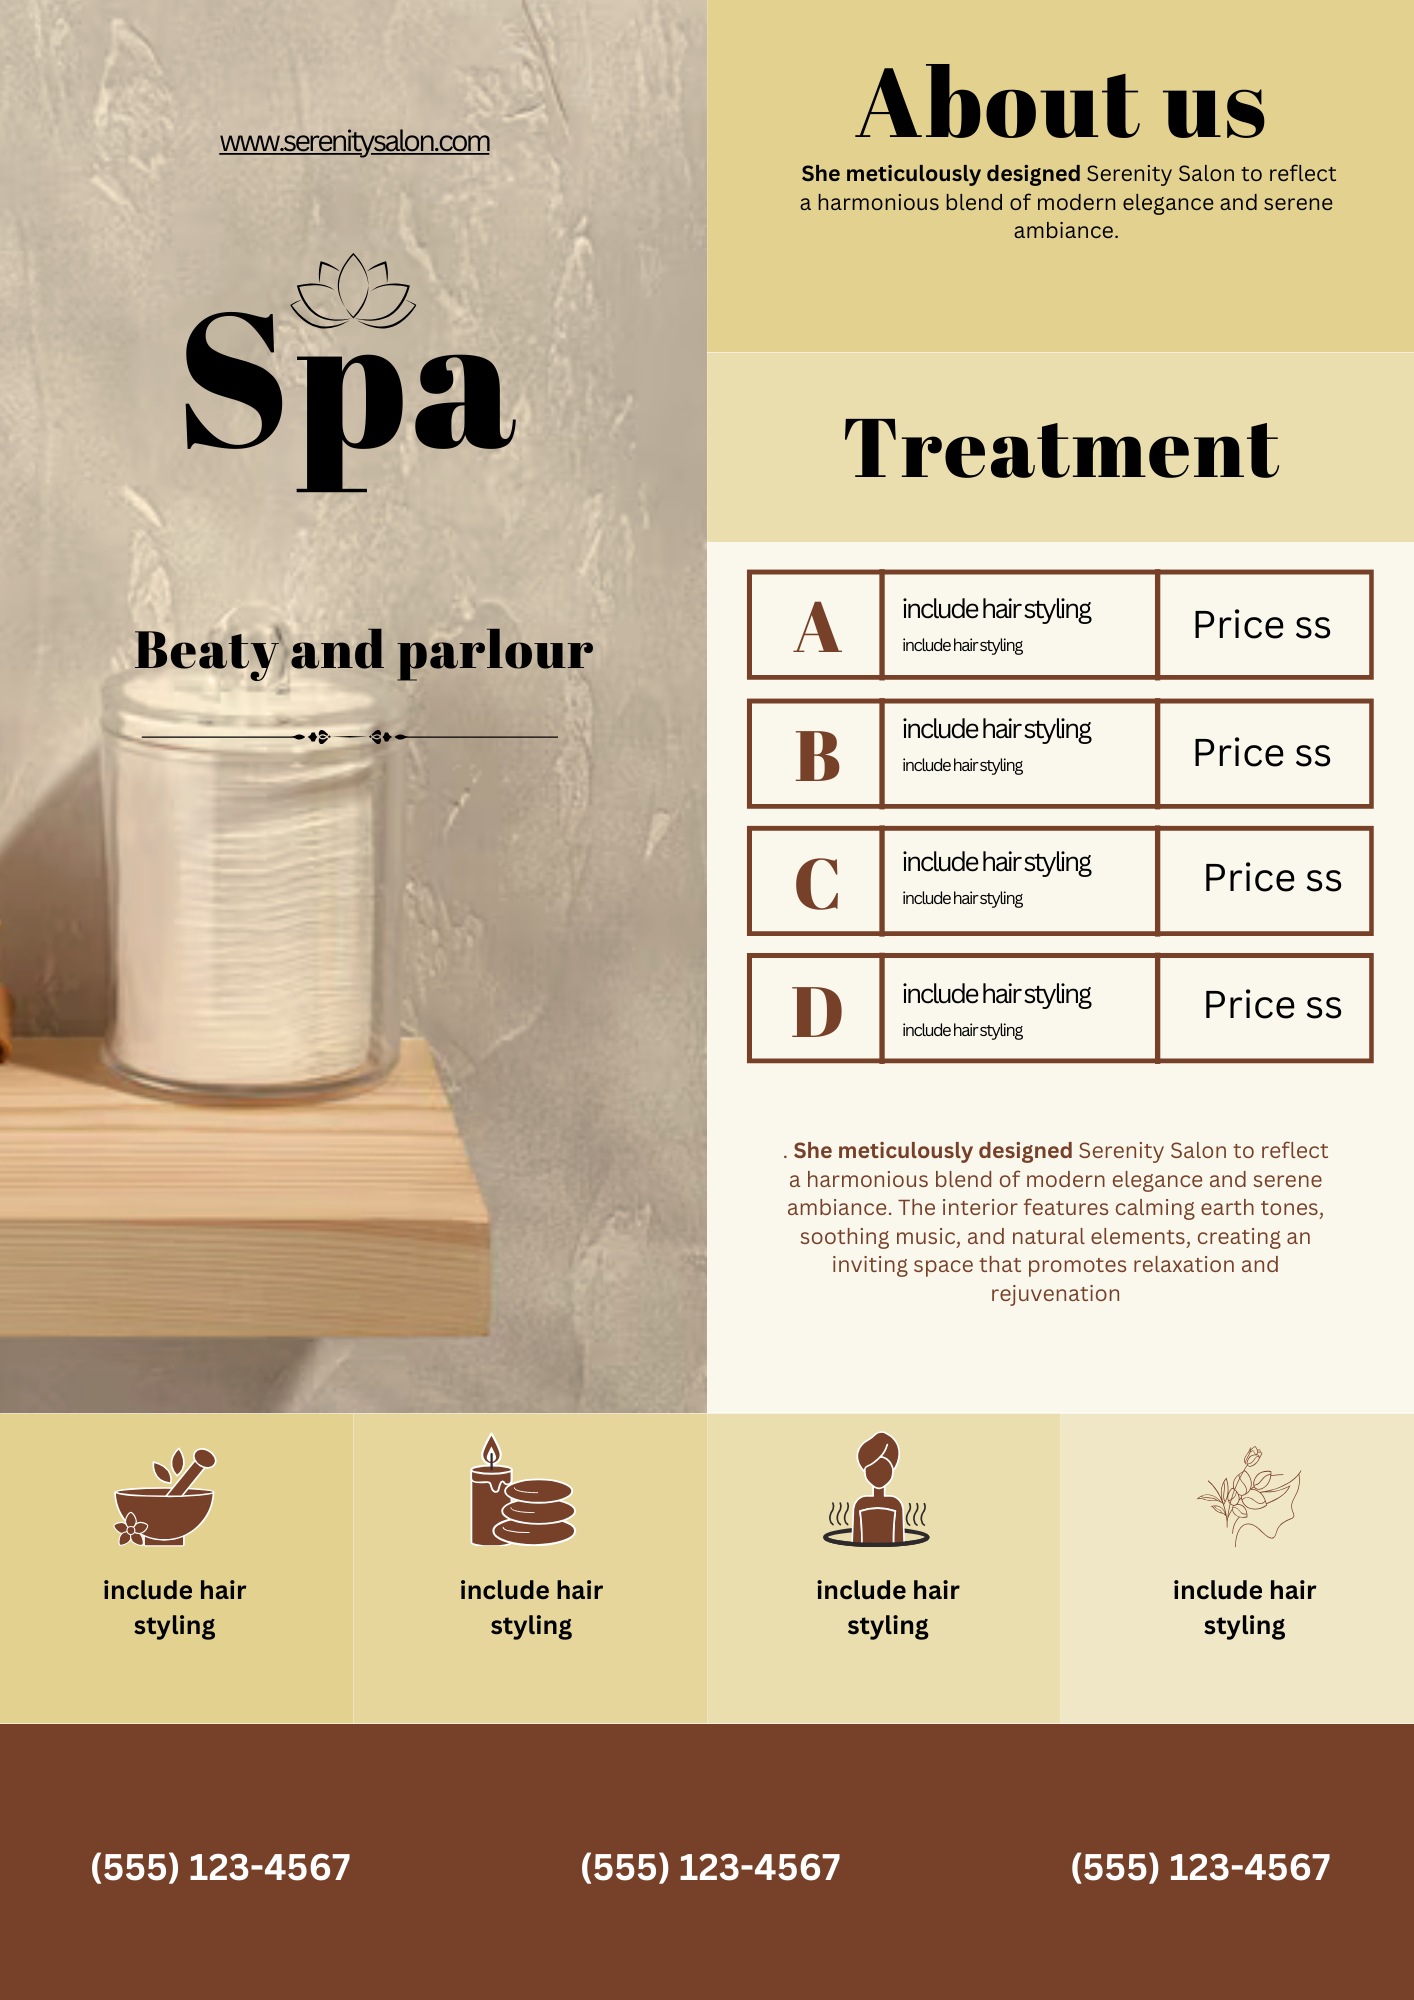 www.serenitysalon.com
Spa
Beaty and parlour
About us
She meticulously designed Serenity Salon to reflect
a harmonious blend of modern elegance and serene
ambiance.
Treatment
A
include hair styling
include hair styling
Price ss
B
include hair styling
include hair styling
Price ss
C
include hair styling
include hair styling
Price ss
D
include hair styling
include hair styling
Price ss
. She meticulously designed Serenity Salon to reflect
a harmonious blend of modern elegance and serene
ambiance. The interior features calming earth tones,
soothing music, and natural elements, creating an
inviting space that promotes relaxation and
rejuvenation
include hair
styling
include hair
styling
include hair
styling
include hair
styling
(555) 123-4567
(555) 123-4567
(555) 123-4567